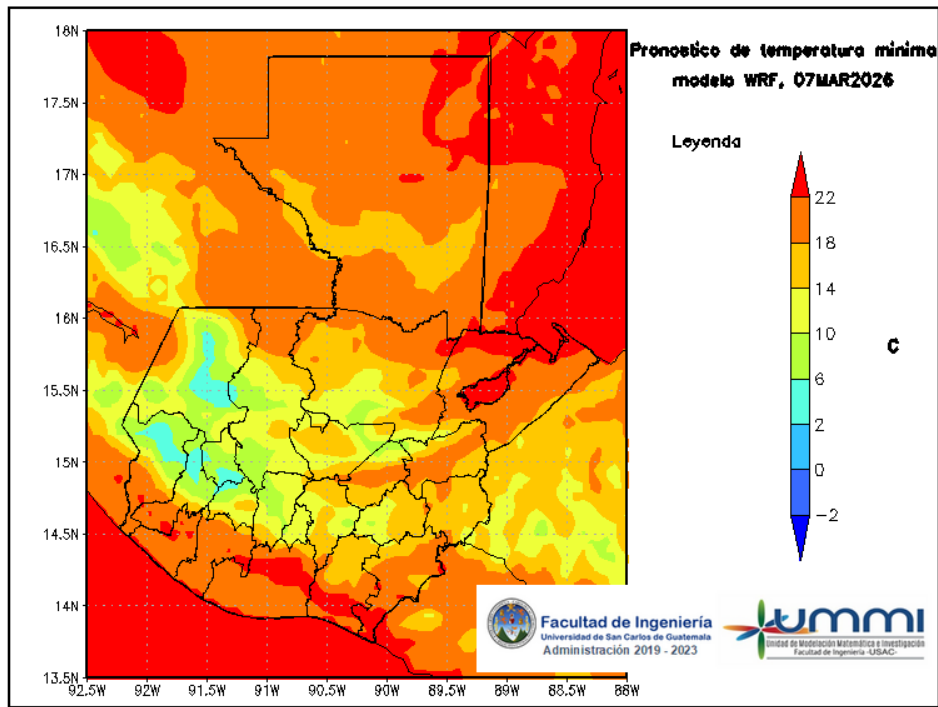 Pronostico de temperatura minima
modelo WRF, 07MAR2026
Leyenda
22
18
14
10
6
2
0
−2
C
18N
17.5N
17N
16.5N
16N
15.5N
15N
14.5N
14N
13.5N
92.5W
92W
91.5W
91W
90.5W
90W
89.5W
89W
88.5W
88W
Facultad de Ingeniería
Universidad de San Carlos de Guatemala
Administración 2019 - 2023
ummi
Unidad de Modelación Matemática e Investigación
Facultad de Ingeniería -USAC-